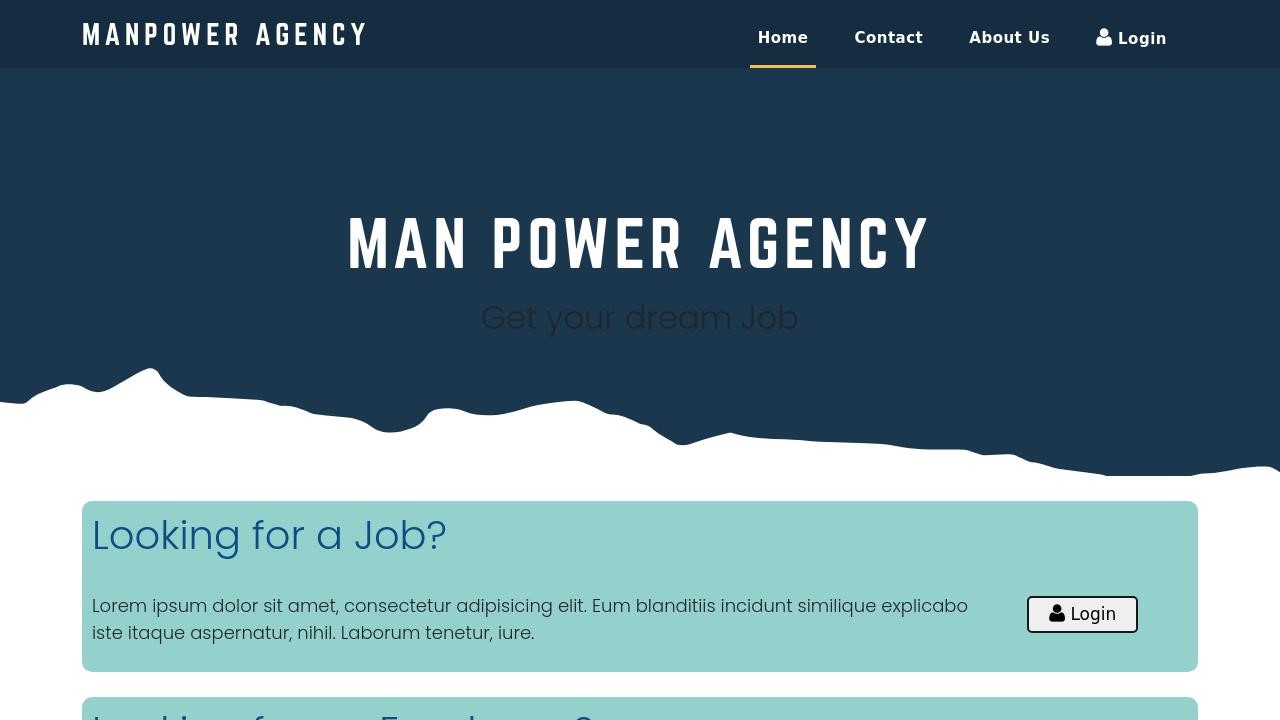 MANPOWER AGENCY
Home Contact About Us Login
MAN POWER AGENCY
Get your dream Job
Looking for a Job?
Lorem ipsum dolor sit amet, consectetur adipisicing elit. Eum blanditiis incidunt similique explicabo
iste itaque aspernatur, nihil. Laborum tenetur, iure.
Login